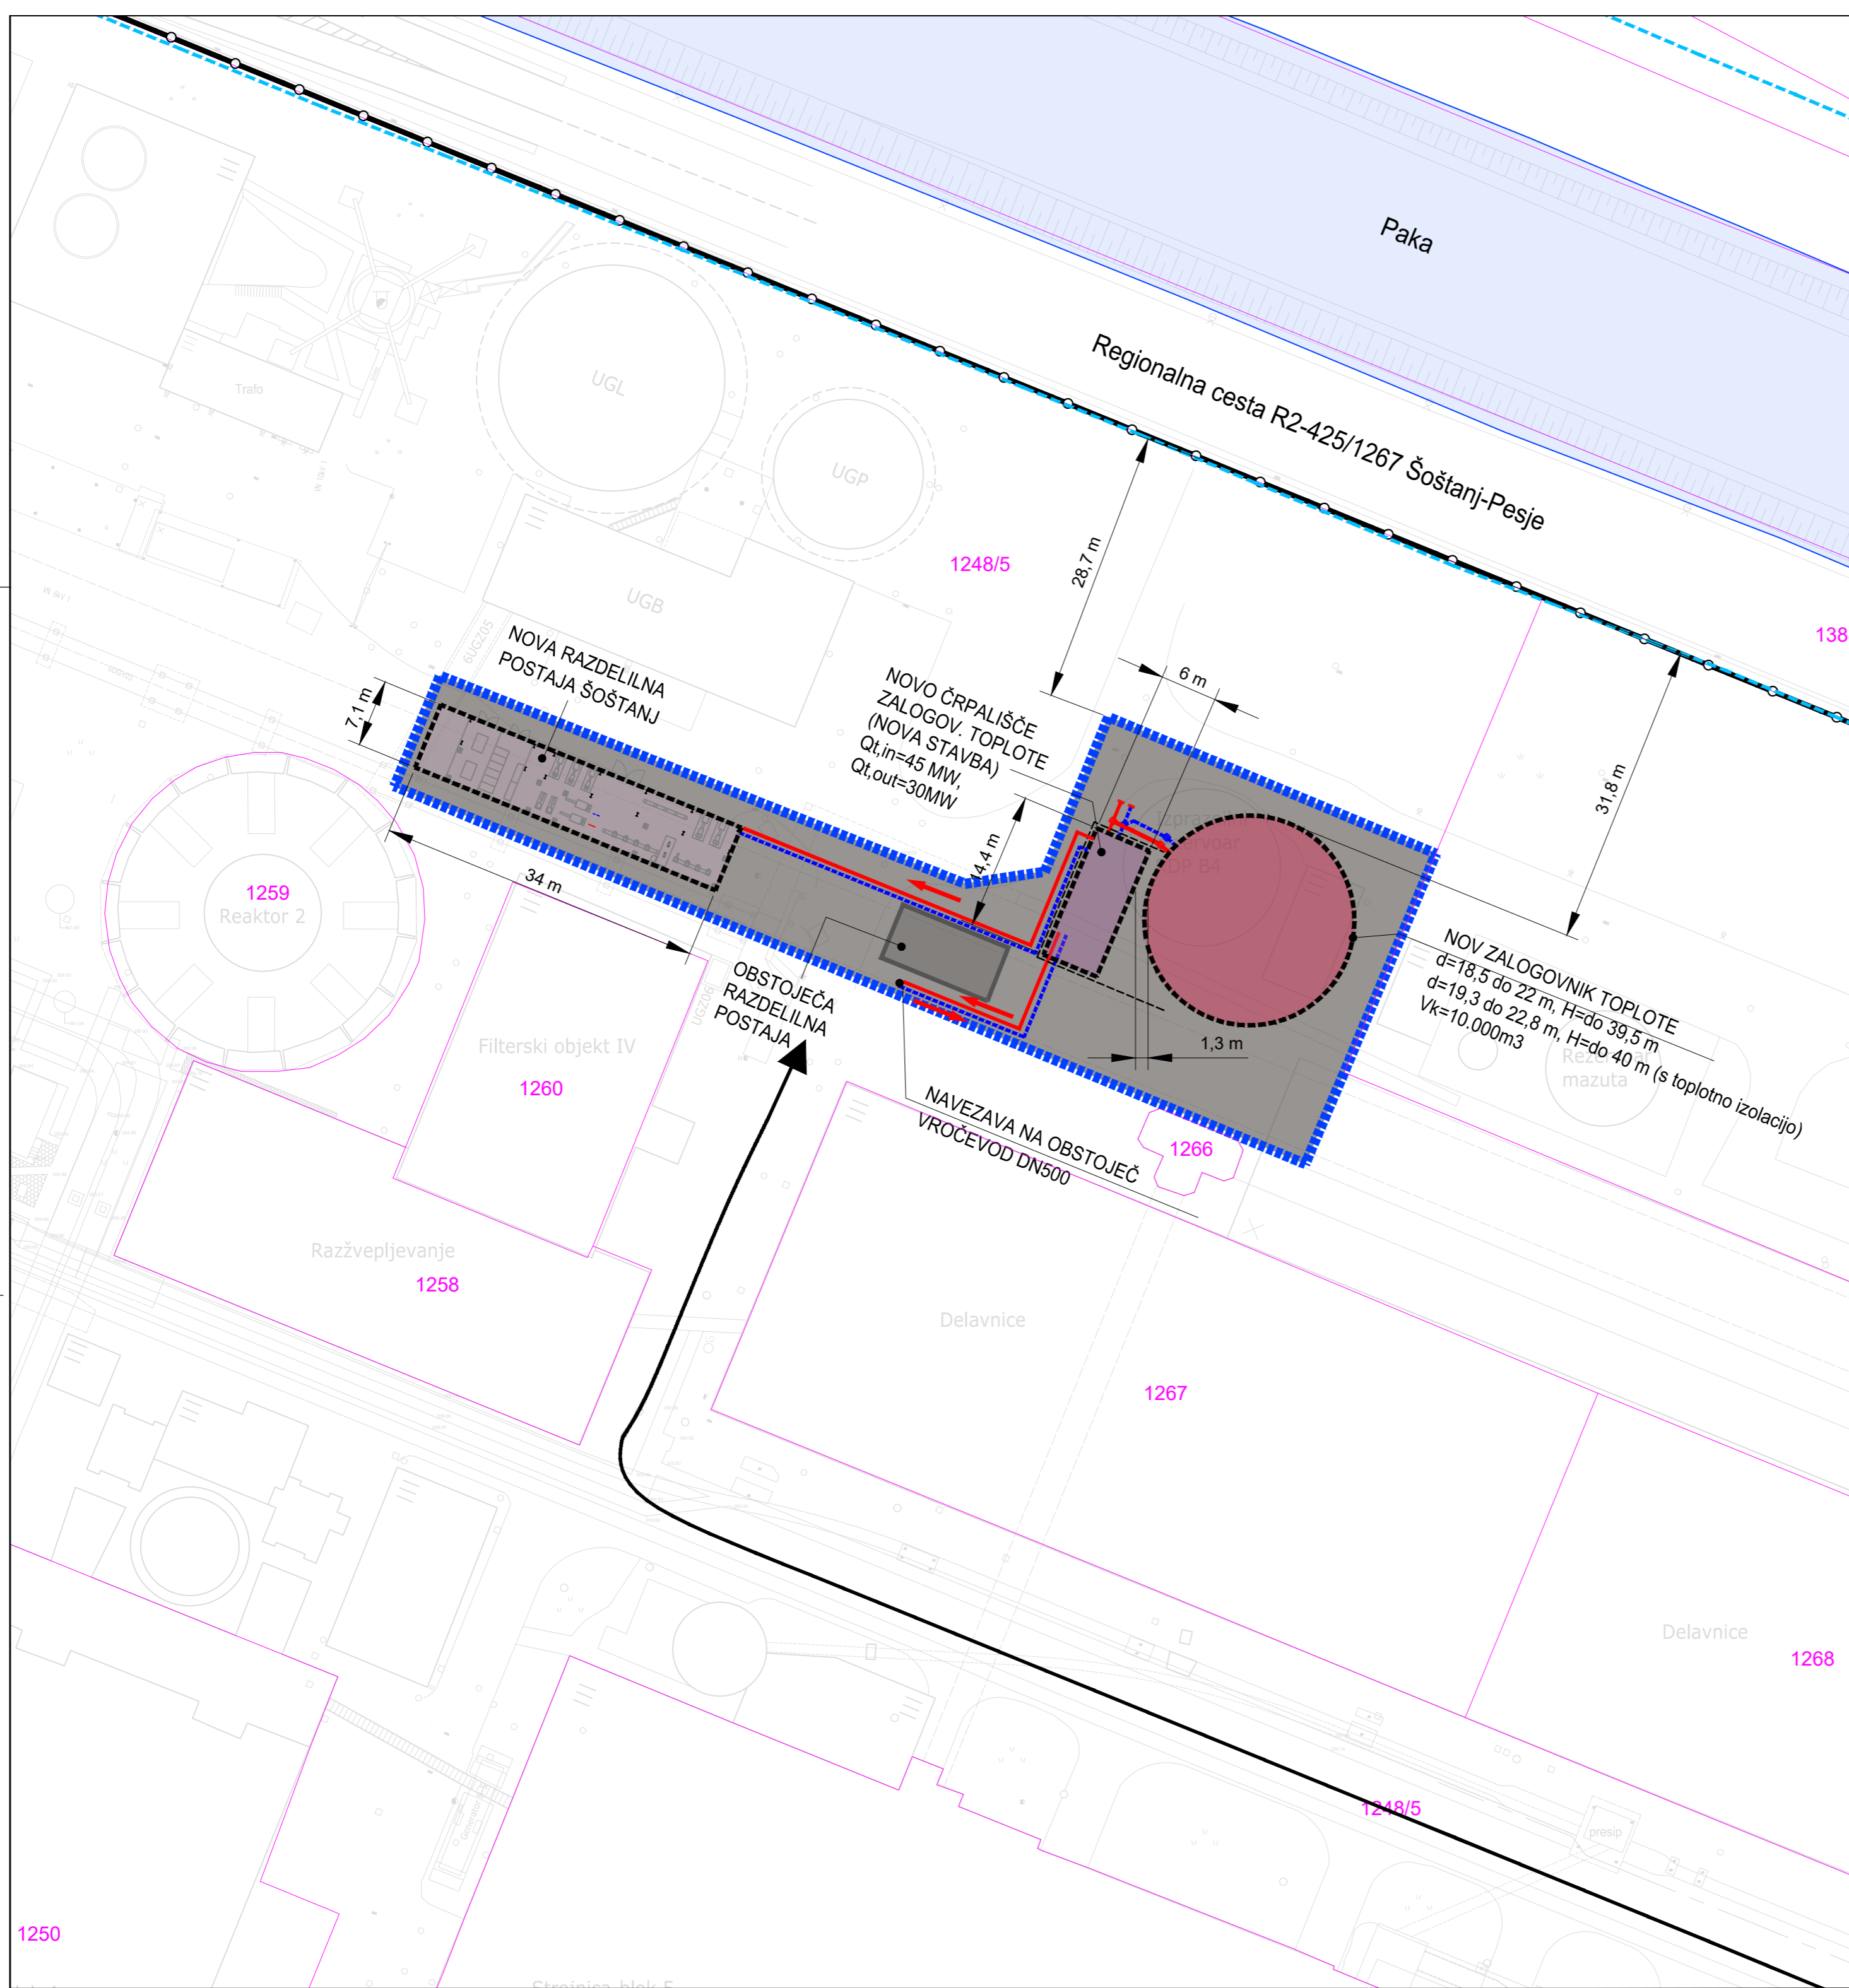 Paka
Regionalna cesta R2-425/1267 Šoštanj-Pesje
Trafo
UGL
UGP
UGB
1248/5
138
28,7 m
31,8 m
6 m
6UGZ05
NOVA RAZDELILNA
POSTAJA ŠOŠTANJ
NOVO ČRPALIŠČE
ZALOGOV. TOPLOTE
(NOVA STAVBA)
Qt,in=45 MW,
Qt,out=30MW
7,1 m
14,4 m
34 m
1259
Reaktor 2
OBSTOJEČA
RAZDELILNA
POSTAJA
NOV ZALOGOVNIK TOPLOTE
d=18,5 do 22 m, H=do 39,5 m
d=19,3 do 22,8 m, H=do 40 m (s toplotno izolacijo)
Vk=10.000m3
1,3 m
Filterski objekt IV
1260
NAVEZAVA NA OBSTOJEČ
VROČEVOD DN500
1266
mazuta
Razžvepljevanje
1258
Delavnice
1267
Delavnice
1268
1248/5
presip
1250